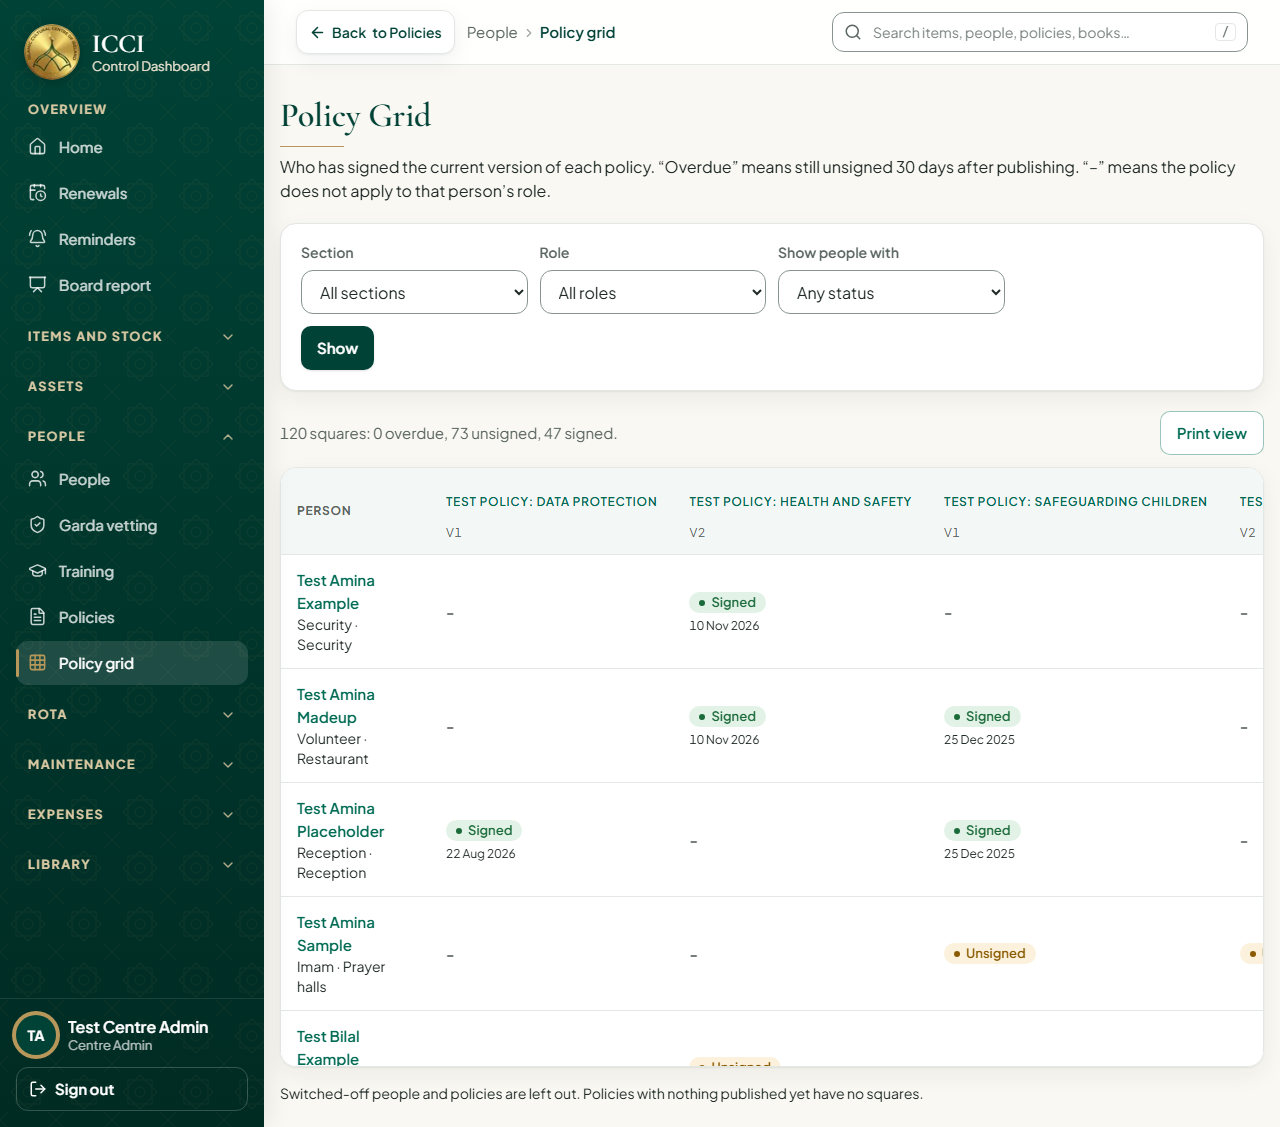 ICCI
Control Dashboard
OVERVIEW
Home
Renewals
Reminders
Board report
ITEMS AND STOCK
ASSETS
PEOPLE
People
Garda vetting
Training
Policies
Policy grid
ROTA
MAINTENANCE
EXPENSES
LIBRARY
TA
Test Centre Admin
Centre Admin
Sign out
Back to Policies
People
Policy grid
Search items, people, policies, books…
/
Policy Grid
Who has signed the current version of each policy. “Overdue” means still unsigned 30 days after publishing. “–” means the policy
does not apply to that person’s role.
Section
Role
Show people with
All sections
All roles
Any status
Show
120 squares: 0 overdue, 73 unsigned, 47 signed.
Print view
PERSON
TEST POLICY: DATA PROTECTION
V1
TEST POLICY: HEALTH AND SAFETY
V2
TEST POLICY: SAFEGUARDING CHILDREN
V1
TES
V2
Test Amina
Example
Security ·
Security
–
Signed
10 Nov 2026
–
–
Test Amina
Madeup
Volunteer ·
Restaurant
–
Signed
10 Nov 2026
Signed
25 Dec 2025
–
Test Amina
Placeholder
Reception ·
Reception
Signed
22 Aug 2026
–
Signed
25 Dec 2025
–
Test Amina
Sample
Imam · Prayer
halls
–
–
Unsigned
Test Bilal
Example
Unsigned
Switched-off people and policies are left out. Policies with nothing published yet have no squares.